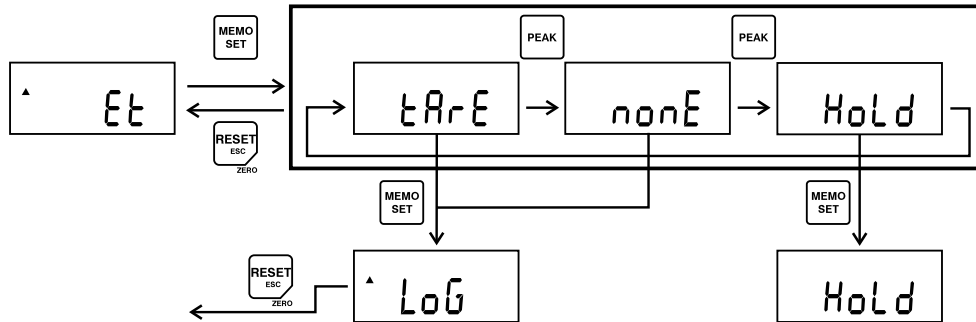 MEMO
SET
PEAK
PEAK
Et
tArE
nonE
HoLd
RESET
ESC
ZERO
MEMO
SET
MEMO
SET
RESET
ESC
ZERO
LoG
HoLd